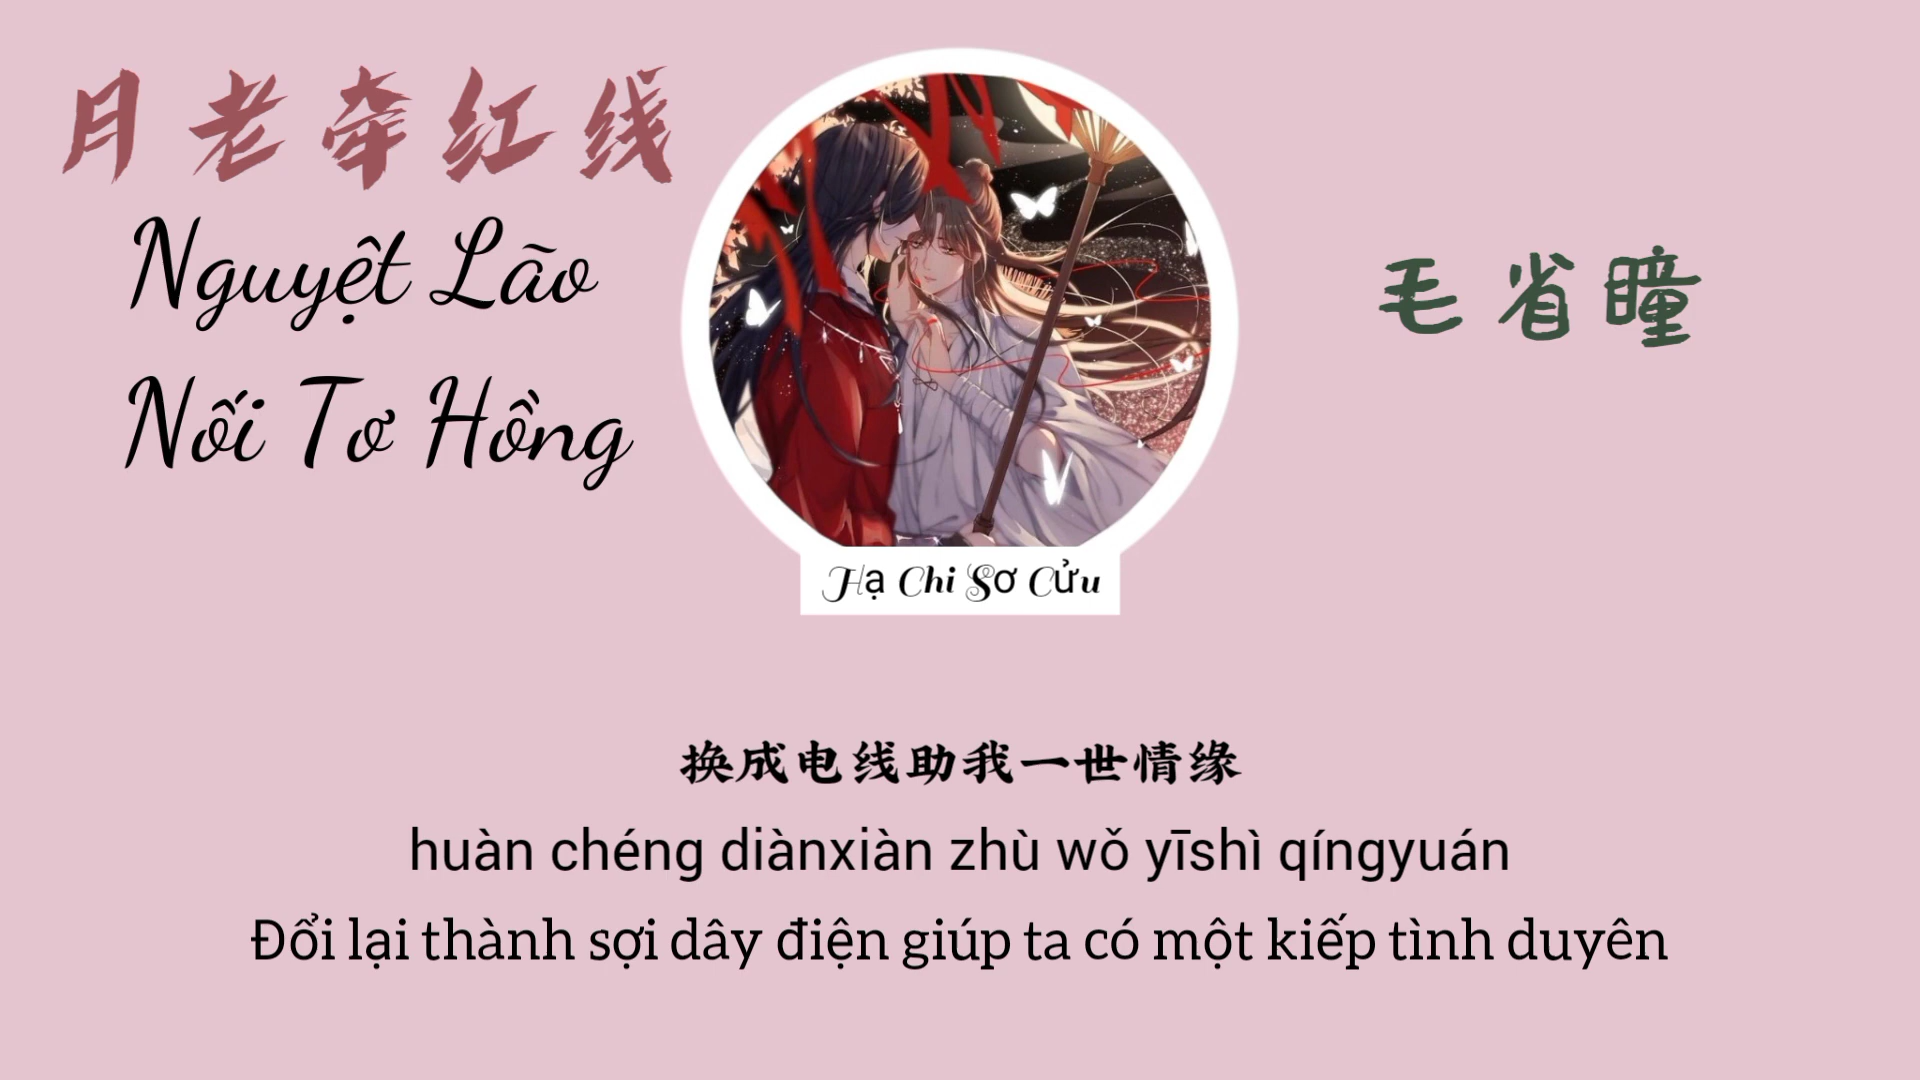 月老牵红线
Nguyệt Lão
Nối Tơ Hồng
毛省瞳
Hạ Chi Sơ Cửu
换成电线助我一世情缘
huàn chéng diànxiàn zhù wǒ yīshì qíngyuán
Đổi lại thành sợi dây điện giúp ta có một kiếp tình duyên